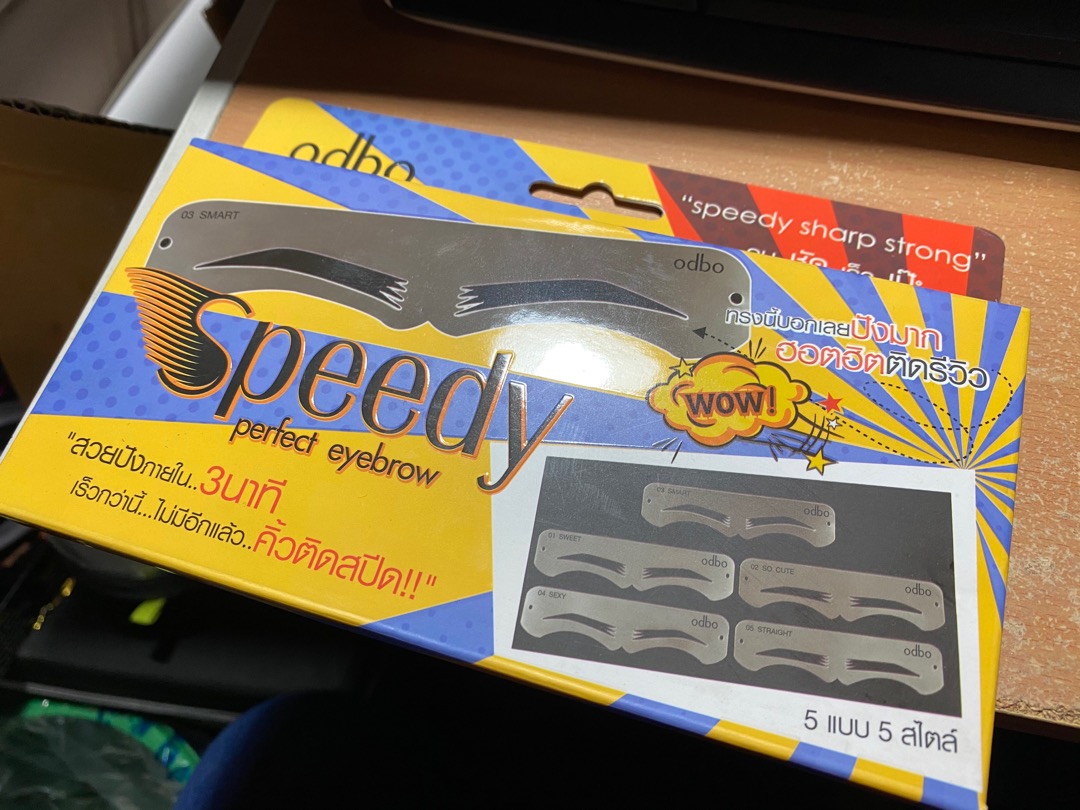 odbo
"speedy sharp strong"
03 SMART
odbo
ทรงนี้บอกเลยปังมาก
ฮอตฮิตติดรีวิว
WOW!
Speedy
perfect eyebrow
"สวยปังภายใน..3นาที
เร็วกว่านี้...ไม่มีอีกแล้ว..คิ้วติดสปีด!!"
03 SMART
odbo
01 SWEET
odbo
02 SO. CUTE
odbo
04 SEXY
odbo
05 STRAIGHT
odbo
5 แบบ 5 สไตล์